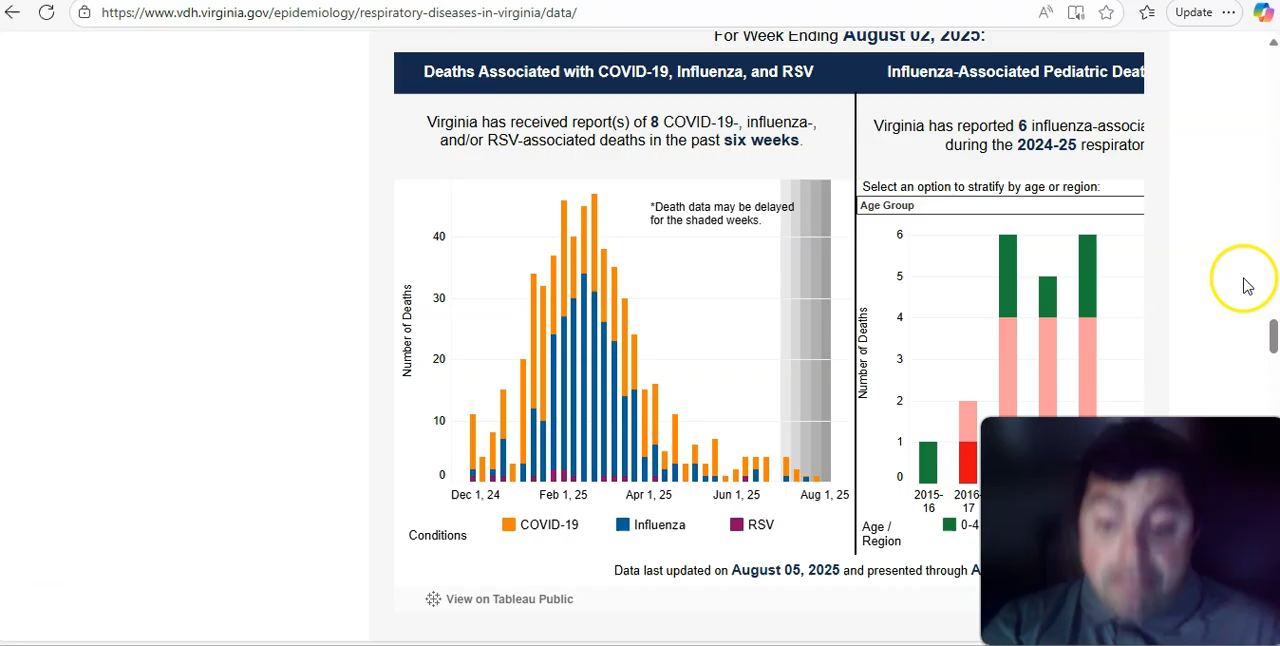 https://www.vdh.virginia.gov/epidemiology/respiratory-diseases-in-virginia/data/
Update
For Week Ending August 02, 2025:
Deaths Associated with COVID-19, Influenza, and RSV
Virginia has received report(s) of 8 COVID-19-, influenza-,
and/or RSV-associated deaths in the past six weeks.
*Death data may be delayed
for the shaded weeks.
Number of Deaths
40
30
20
10
0
Dec 1, 24
Feb 1, 25
Apr 1, 25
Jun 1, 25
Aug 1, 25
Conditions
COVID-19
Influenza
RSV
Influenza-Associated Pediatric Deat
Virginia has reported 6 influenza-associa
during the 2024-25 respirator
Select an option to stratify by age or region:
Age Group
Number of Deaths
6
5
4
3
2
1
0
2015-
16
2016-
17
Age /
Region
0-4
Data last updated on August 05, 2025 and presented through A
View on Tableau Public